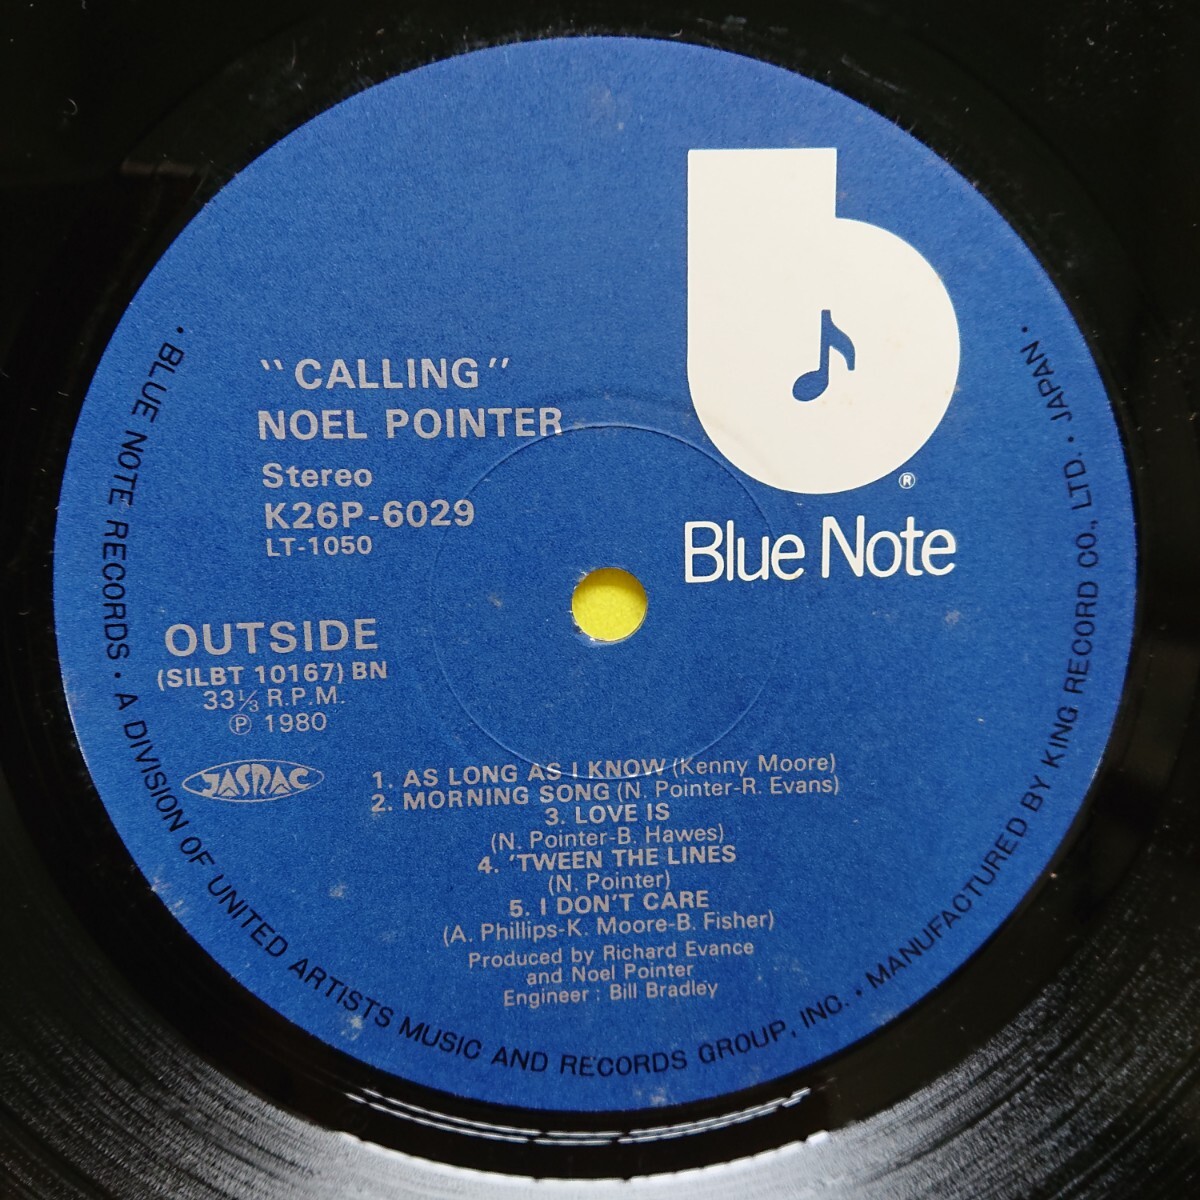 "CALLING"
NOEL POINTER
Stereo
K26P-6029
LT-1050
®
Blue Note
OUTSIDE
(SILBT 10167) BN
33⅓ R.P.M.
℗ 1980
JASRAC
1. AS LONG AS I KNOW (Kenny Moore)
2. MORNING SONG (N. Pointer-R. Evans)
3. LOVE IS
(N. Pointer-B. Hawes)
4. 'TWEEN THE LINES
(N. Pointer)
5. I DON'T CARE
(A. Phillips-K. Moore-B. Fisher)
Produced by Richard Evance
and Noel Pointer
Engineer : Bill Bradley
· BLUE NOTE RECORDS · A DIVISION OF UNITED ARTISTS MUSIC AND RECORDS GROUP, INC. · MANUFACTURED BY KING RECORD CO., LTD. · JAPAN ·